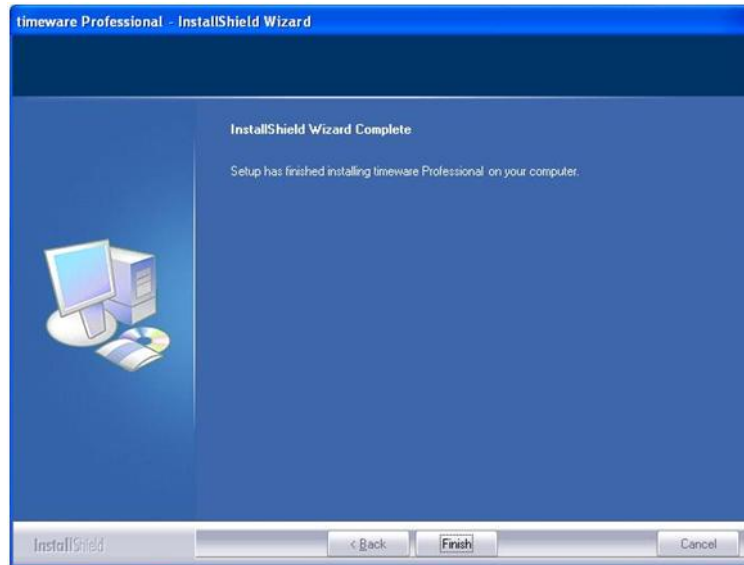 timeware Professional - InstallShield Wizard
InstallShield Wizard Complete
Setup has finished installing timeware Professional on your computer.
InstallShield
< Back
Finish
Cancel